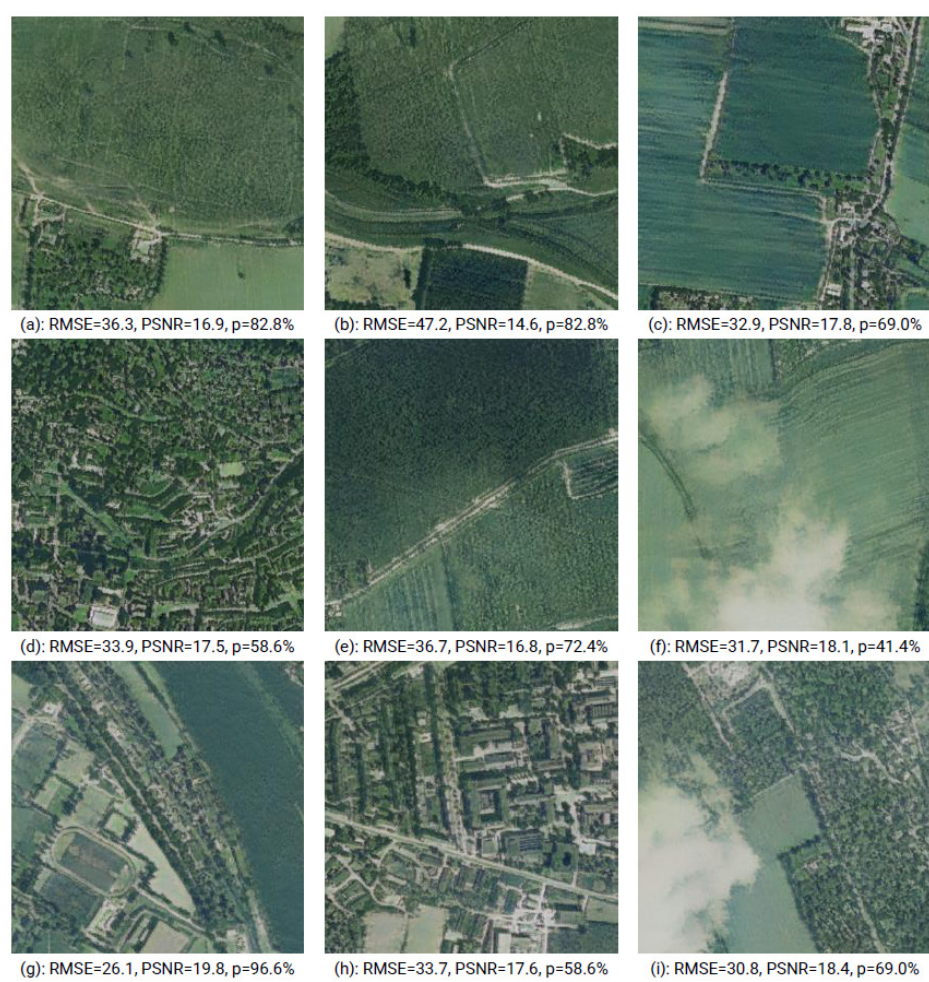 (a): RMSE=36.3, PSNR=16.9, p=82.8%
(b): RMSE=47.2, PSNR=14.6, p=82.8%
(c): RMSE=32.9, PSNR=17.8, p=69.0%
(d): RMSE=33.9, PSNR=17.5, p=58.6%
(e): RMSE=36.7, PSNR=16.8, p=72.4%
(f): RMSE=31.7, PSNR=18.1, p=41.4%
(g): RMSE=26.1, PSNR=19.8, p=96.6%
(h): RMSE=33.7, PSNR=17.6, p=58.6%
(i): RMSE=30.8, PSNR=18.4, p=69.0%